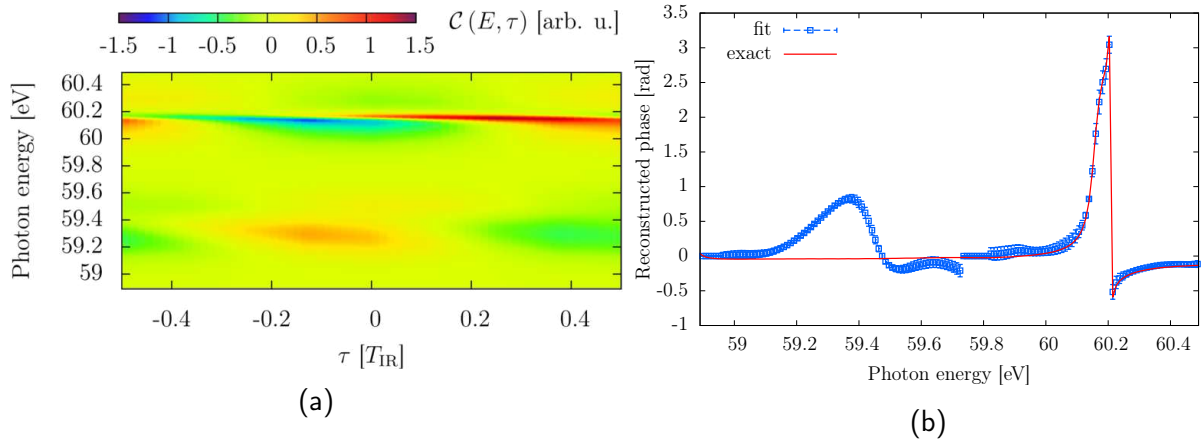 C (E, τ) [arb. u.]
-1.5 -1 -0.5 0 0.5 1 1.5
Photon energy [eV]
60.4
60.2
60
59.8
59.6
59.4
59.2
59
-0.4 -0.2 0 0.2 0.4
τ [T_IR]
(a)
fit
exact
Reconstructed phase [rad]
3.5
3
2.5
2
1.5
1
0.5
0
-0.5
-1
59 59.2 59.4 59.6 59.8 60 60.2 60.4
Photon energy [eV]
(b)